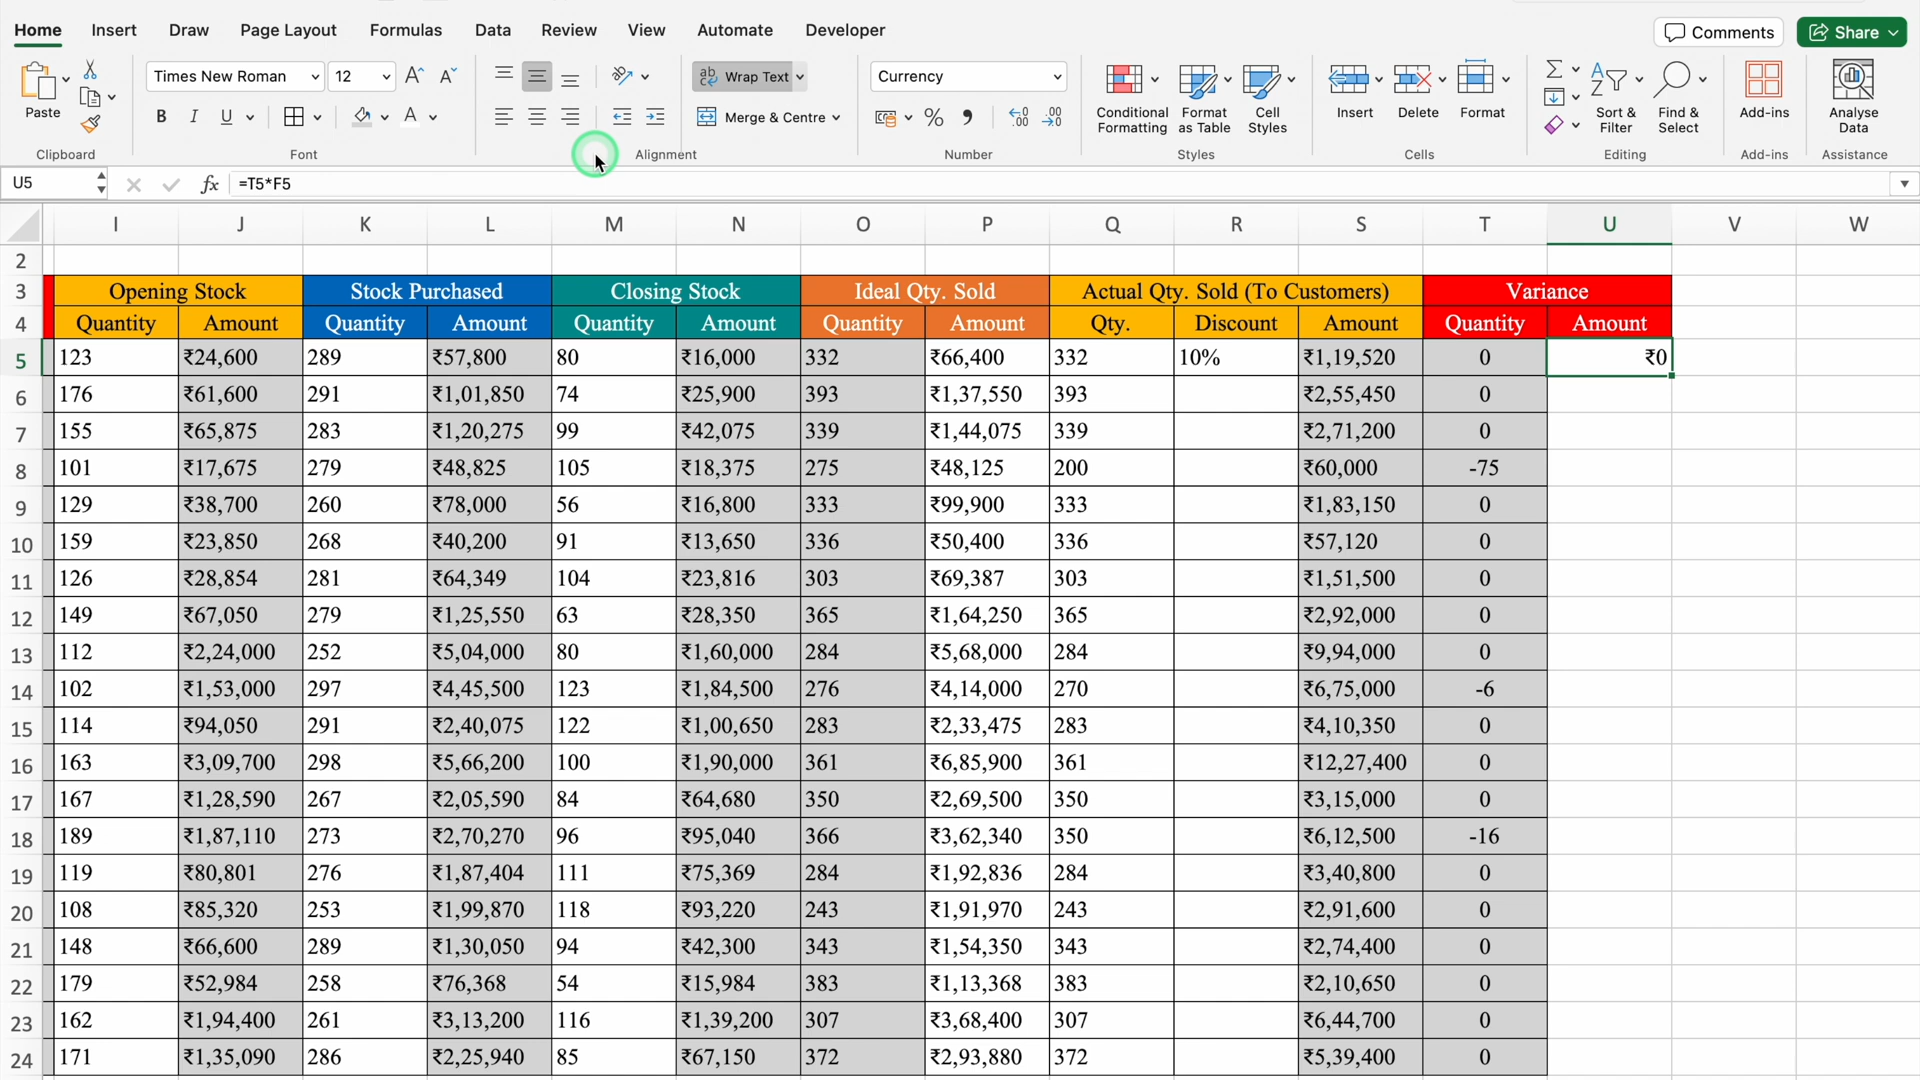 Home Insert Draw Page Layout Formulas Data Review View Automate Developer Comments Share
Times New Roman 12 Wrap Text Currency
Paste B I U Merge & Centre % Conditional Formatting Format as Table Cell Styles Insert Delete Format Sort & Filter Find & Select Add-ins Analyse Data
Clipboard Font Alignment Number Styles Cells Editing Add-ins Assistance
U5 fx =T5*F5
I J K L M N O P Q R S T U V W
2
3 Opening Stock Stock Purchased Closing Stock Ideal Qty. Sold Actual Qty. Sold (To Customers) Variance
4 Quantity Amount Quantity Amount Quantity Amount Quantity Amount Qty. Discount Amount Quantity Amount
5 123 ₹24,600 289 ₹57,800 80 ₹16,000 332 ₹66,400 332 10% ₹1,19,520 0 ₹0
6 176 ₹61,600 291 ₹1,01,850 74 ₹25,900 393 ₹1,37,550 393 ₹2,55,450 0
7 155 ₹65,875 283 ₹1,20,275 99 ₹42,075 339 ₹1,44,075 339 ₹2,71,200 0
8 101 ₹17,675 279 ₹48,825 105 ₹18,375 275 ₹48,125 200 ₹60,000 -75
9 129 ₹38,700 260 ₹78,000 56 ₹16,800 333 ₹99,900 333 ₹1,83,150 0
10 159 ₹23,850 268 ₹40,200 91 ₹13,650 336 ₹50,400 336 ₹57,120 0
11 126 ₹28,854 281 ₹64,349 104 ₹23,816 303 ₹69,387 303 ₹1,51,500 0
12 149 ₹67,050 279 ₹1,25,550 63 ₹28,350 365 ₹1,64,250 365 ₹2,92,000 0
13 112 ₹2,24,000 252 ₹5,04,000 80 ₹1,60,000 284 ₹5,68,000 284 ₹9,94,000 0
14 102 ₹1,53,000 297 ₹4,45,500 123 ₹1,84,500 276 ₹4,14,000 270 ₹6,75,000 -6
15 114 ₹94,050 291 ₹2,40,075 122 ₹1,00,650 283 ₹2,33,475 283 ₹4,10,350 0
16 163 ₹3,09,700 298 ₹5,66,200 100 ₹1,90,000 361 ₹6,85,900 361 ₹12,27,400 0
17 167 ₹1,28,590 267 ₹2,05,590 84 ₹64,680 350 ₹2,69,500 350 ₹3,15,000 0
18 189 ₹1,87,110 273 ₹2,70,270 96 ₹95,040 366 ₹3,62,340 350 ₹6,12,500 -16
19 119 ₹80,801 276 ₹1,87,404 111 ₹75,369 284 ₹1,92,836 284 ₹3,40,800 0
20 108 ₹85,320 253 ₹1,99,870 118 ₹93,220 243 ₹1,91,970 243 ₹2,91,600 0
21 148 ₹66,600 289 ₹1,30,050 94 ₹42,300 343 ₹1,54,350 343 ₹2,74,400 0
22 179 ₹52,984 258 ₹76,368 54 ₹15,984 383 ₹1,13,368 383 ₹2,10,650 0
23 162 ₹1,94,400 261 ₹3,13,200 116 ₹1,39,200 307 ₹3,68,400 307 ₹6,44,700 0
24 171 ₹1,35,090 286 ₹2,25,940 85 ₹67,150 372 ₹2,93,880 372 ₹5,39,400 0